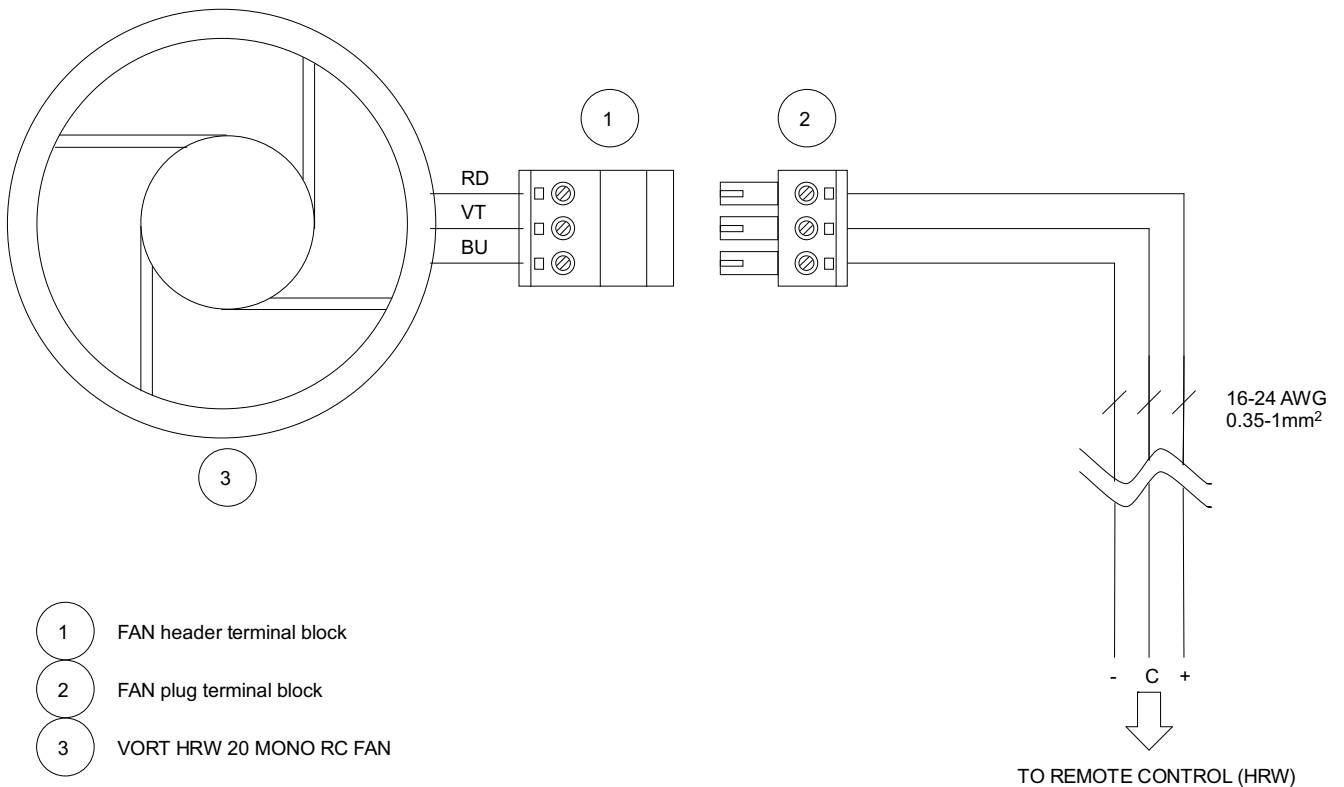 1
2
RD
VT
BU
16-24 AWG
0.35-1mm²
3
1 FAN header terminal block
2 FAN plug terminal block
3 VORT HRW 20 MONO RC FAN
- C +
TO REMOTE CONTROL (HRW)